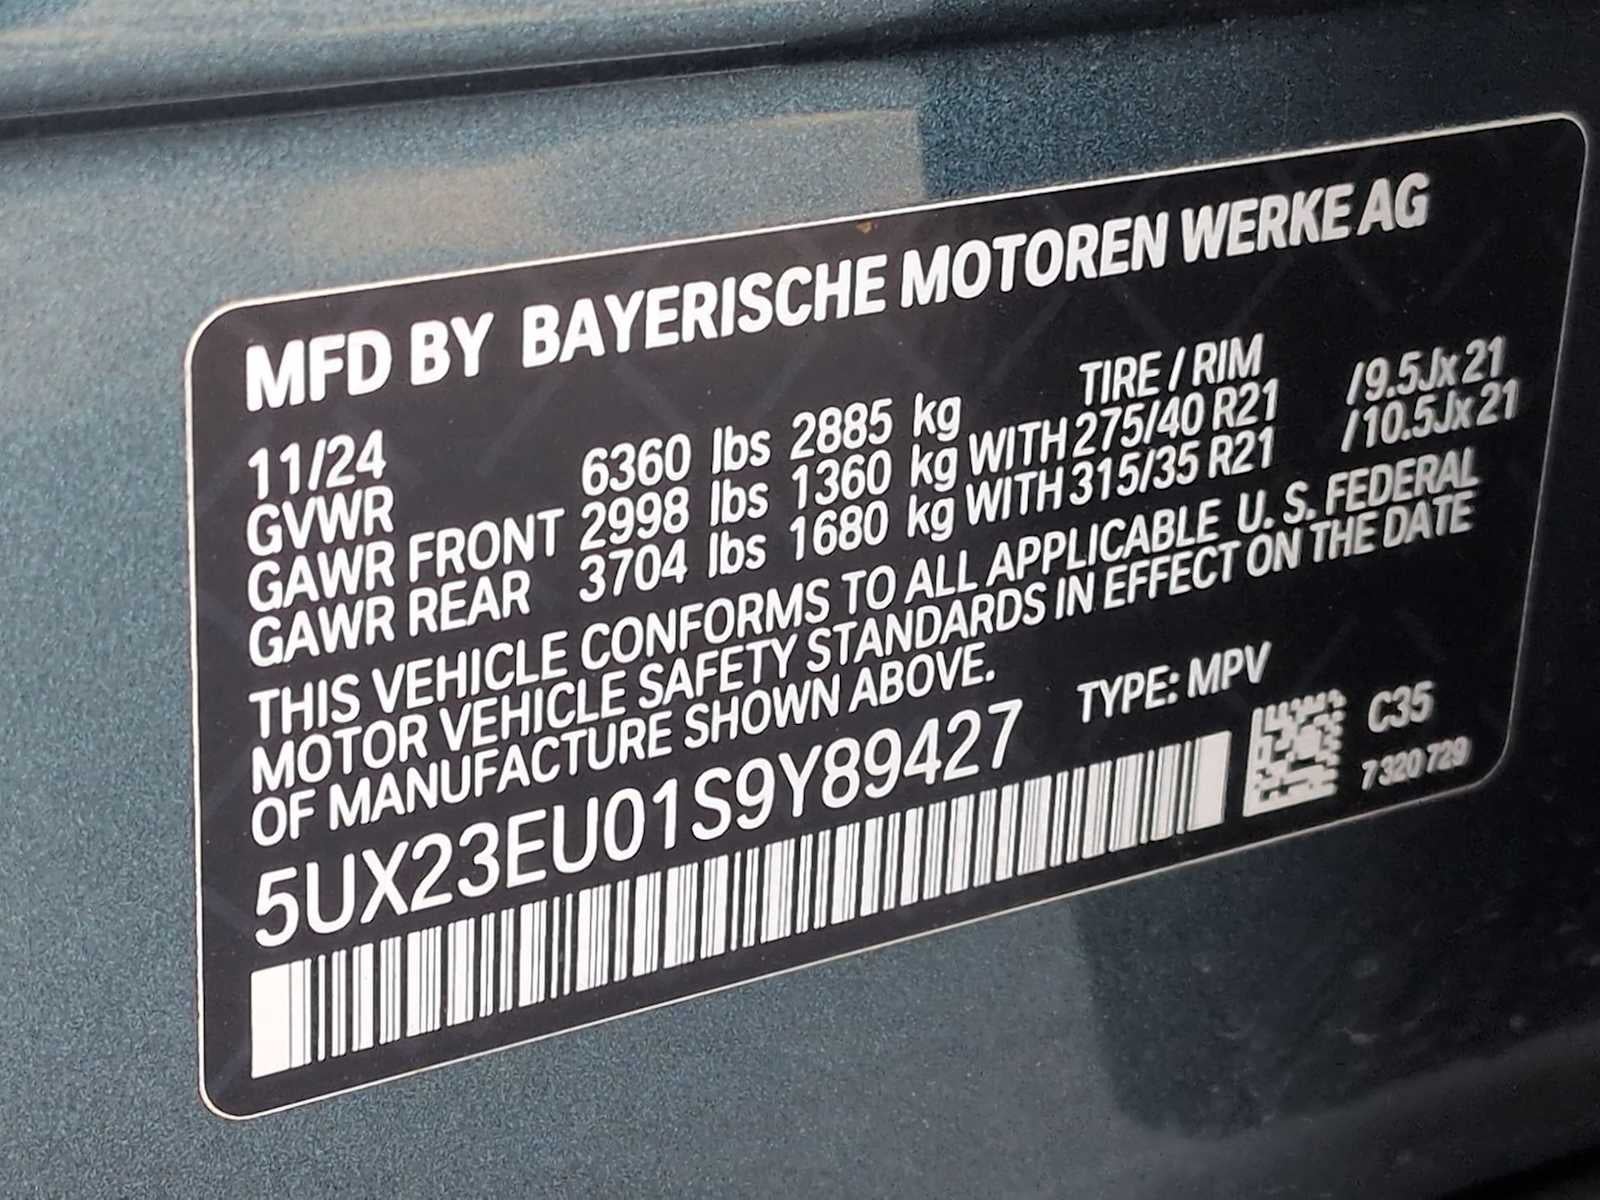 MFD BY BAYERISCHE MOTOREN WERKE AG
11/24 TIRE / RIM
GVWR 6360 lbs 2885 kg
GAWR FRONT 2998 lbs 1360 kg WITH 275/40 R21 /9.5Jx21
GAWR REAR 3704 lbs 1680 kg WITH 315/35 R21 /10.5Jx21
THIS VEHICLE CONFORMS TO ALL APPLICABLE U. S. FEDERAL
MOTOR VEHICLE SAFETY STANDARDS IN EFFECT ON THE DATE
OF MANUFACTURE SHOWN ABOVE.
5UX23EU01S9Y89427 TYPE: MPV
C35
7 320 729